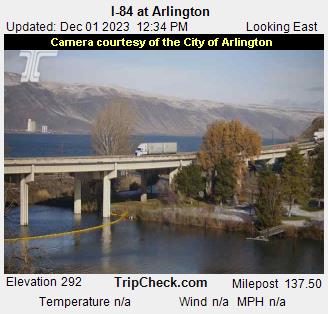 I-84 at Arlington
Updated: Dec 01 2023 12:34 PM Looking East
Camera courtesy of the City of Arlington
Elevation 292 TripCheck.com Milepost 137.50
Temperature n/a Wind n/a MPH n/a